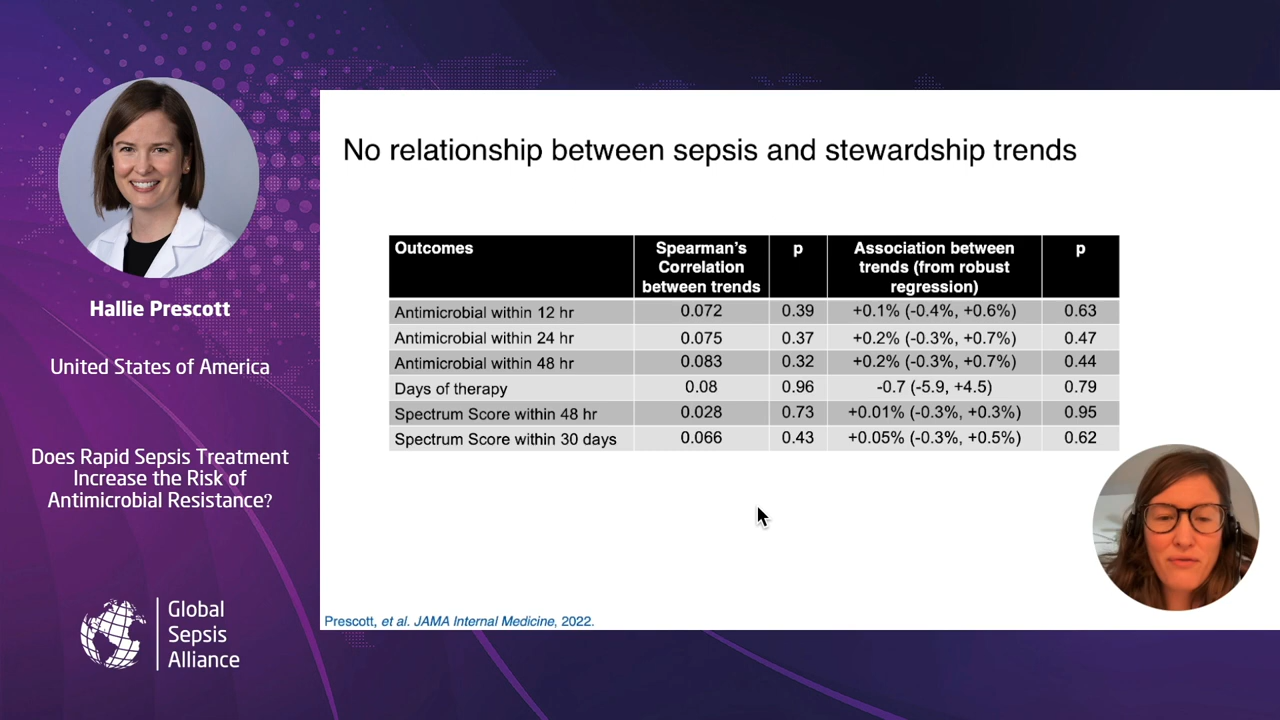 Hallie Prescott
United States of America
Does Rapid Sepsis Treatment
Increase the Risk of
Antimicrobial Resistance?
Global
Sepsis
Alliance
No relationship between sepsis and stewardship trends
Outcomes Spearman's Correlation between trends p Association between trends (from robust regression) p
Antimicrobial within 12 hr 0.072 0.39 +0.1% (-0.4%, +0.6%) 0.63
Antimicrobial within 24 hr 0.075 0.37 +0.2% (-0.3%, +0.7%) 0.47
Antimicrobial within 48 hr 0.083 0.32 +0.2% (-0.3%, +0.7%) 0.44
Days of therapy 0.08 0.96 -0.7 (-5.9, +4.5) 0.79
Spectrum Score within 48 hr 0.028 0.73 +0.01% (-0.3%, +0.3%) 0.95
Spectrum Score within 30 days 0.066 0.43 +0.05% (-0.3%, +0.5%) 0.62
Prescott, et al. JAMA Internal Medicine, 2022.